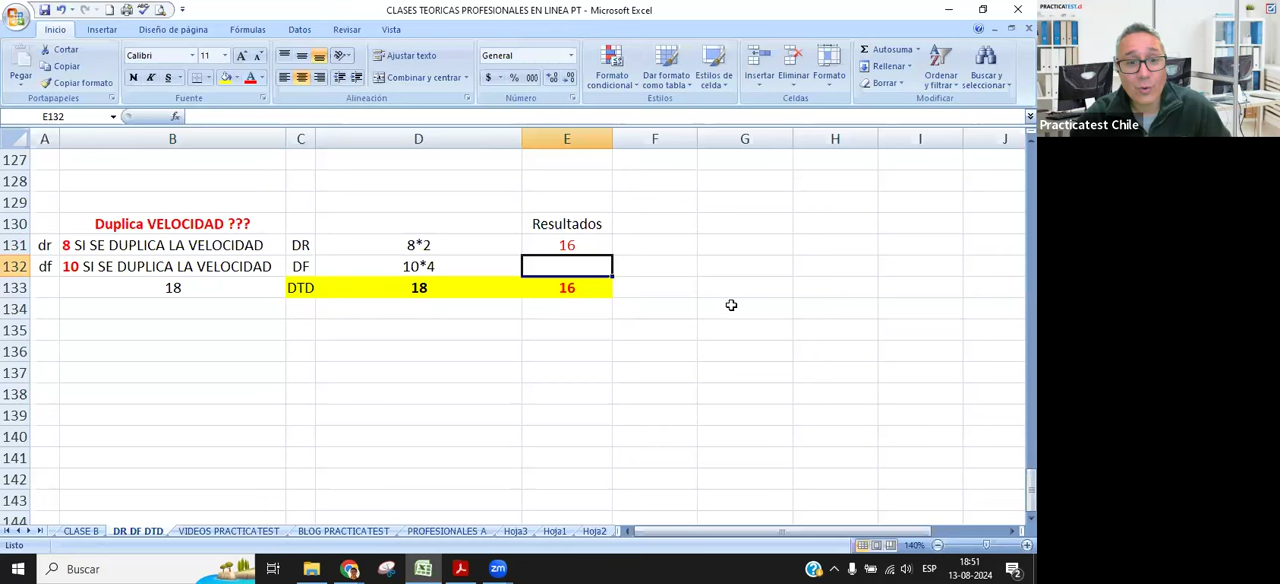 CLASES TEORICAS PROFESIONALES EN LINEA PT - Microsoft Excel
Inicio Insertar Diseño de página Fórmulas Datos Revisar Vista
Pegar Cortar Copiar Copiar formato Portapapeles
Calibri 11 N K S A Fuente
Ajustar texto Combinar y Alineación
General $ % 000 Número
Formato condicional Dar formato como tabla Estilos de celda Estilos
Insertar Eliminar Formato Celdas
Autosuma Rellenar Borrar Ordenar y filtrar Buscar y seleccionar Modificar
PRACTICATEST.cl
Practicatest Chile
E132 fx
A B C D E F G H I J
127
128
129
130 Duplica VELOCIDAD ??? Resultados
131 dr 8 SI SE DUPLICA LA VELOCIDAD DR 8*2 16
132 df 10 SI SE DUPLICA LA VELOCIDAD DF 10*4
133 18 DTD 18 16
134
135
136
137
138
139
140
141
142
143
144
CLASE B DR DF DTD VIDEOS PRACTICATEST BLOG PRACTICATEST PROFESIONALES A Hoja3 Hoja1 Hoja2
Listo 140%
Buscar ESP 18:51
13-08-2024 2